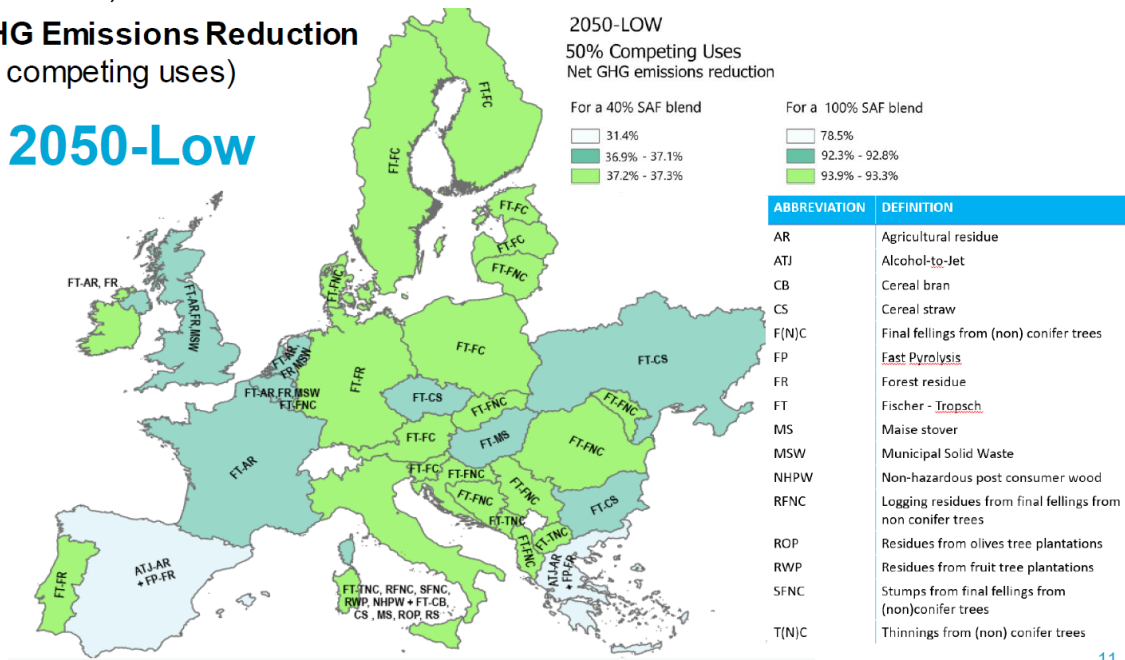 HG Emissions Reduction
competing uses)
2050-Low
2050-LOW
50% Competing Uses
Net GHG emissions reduction
For a 40% SAF blend
31.4%
36.9% - 37.1%
37.2% - 37.3%
For a 100% SAF blend
78.5%
92.3% - 92.8%
93.9% - 93.3%
FT-FC
FT-FC
FT-FC
FT-FC
FT-FNC
FT-FNC
FT-AR, FR
FT-AR,FR,MSW
FT-AR,
FR,MSW
FT-AR,FR,MSW
FT-FNC
FT-FR
FT-FC
FT-CS
FT-CS
FT-FNC
FT-FNC
FT-FC
FT-MS
FT-FNC
FT-AR
FT-FC
FT-FNC
FT-FNC
FT-FNC
FT-CS
FT-TNC
FT-TNC
FT-FNC
ATJ-AR
+ FP-FR
FT-FR
ATJ-AR
+ FP-FR
FT-TNC, RFNC, SFNC,
RWP, NHPW + FT-CB,
CS , MS, ROP, RS
ABBREVIATION DEFINITION
AR Agricultural residue
ATJ Alcohol-to-Jet
CB Cereal bran
CS Cereal straw
F(N)C Final fellings from (non) conifer trees
FP Fast Pyrolysis
FR Forest residue
FT Fischer - Tropsch
MS Maise stover
MSW Municipal Solid Waste
NHPW Non-hazardous post consumer wood
RFNC Logging residues from final fellings from
non conifer trees
ROP Residues from olives tree plantations
RWP Residues from fruit tree plantations
SFNC Stumps from final fellings from
(non)conifer trees
T(N)C Thinnings from (non) conifer trees
11